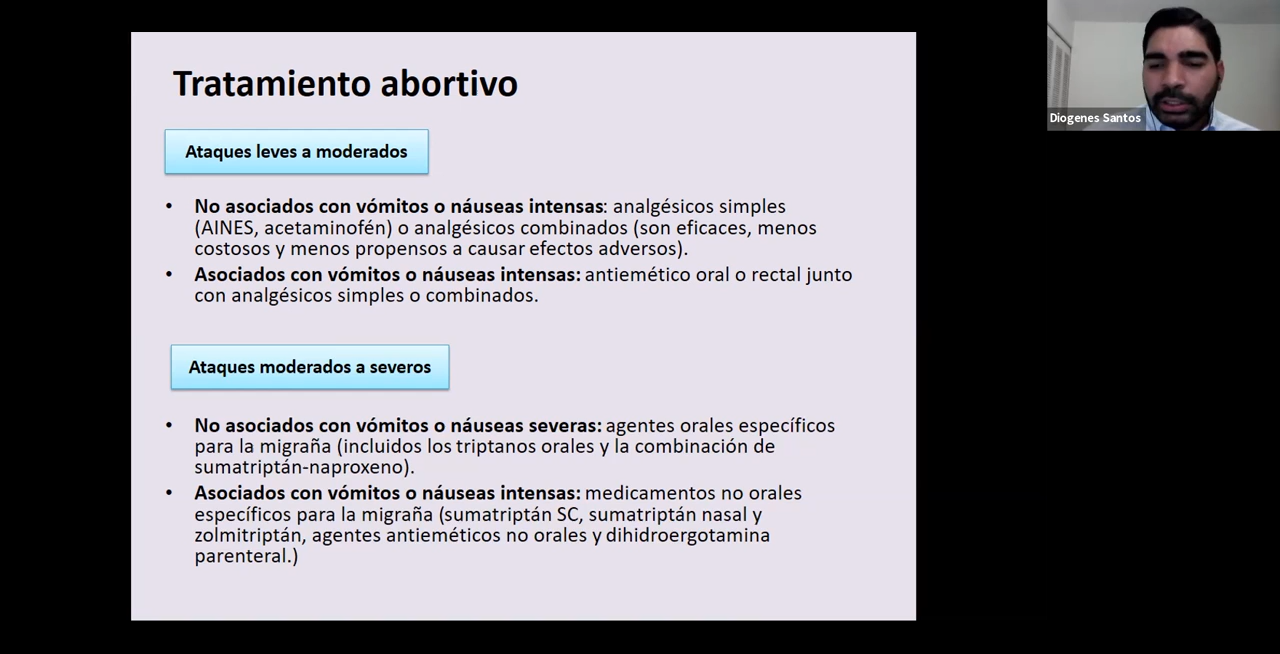 Tratamiento abortivo
Ataques leves a moderados
• No asociados con vómitos o náuseas intensas: analgésicos simples
(AINES, acetaminofén) o analgésicos combinados (son eficaces, menos
costosos y menos propensos a causar efectos adversos).
• Asociados con vómitos o náuseas intensas: antiemético oral o rectal junto
con analgésicos simples o combinados.
Ataques moderados a severos
• No asociados con vómitos o náuseas severas: agentes orales específicos
para la migraña (incluidos los triptanos orales y la combinación de
sumatriptán-naproxeno).
• Asociados con vómitos o náuseas intensas: medicamentos no orales
específicos para la migraña (sumatriptán SC, sumatriptán nasal y
zolmitriptán, agentes antieméticos no orales y dihidroergotamina
parenteral.)
Diogenes Santos